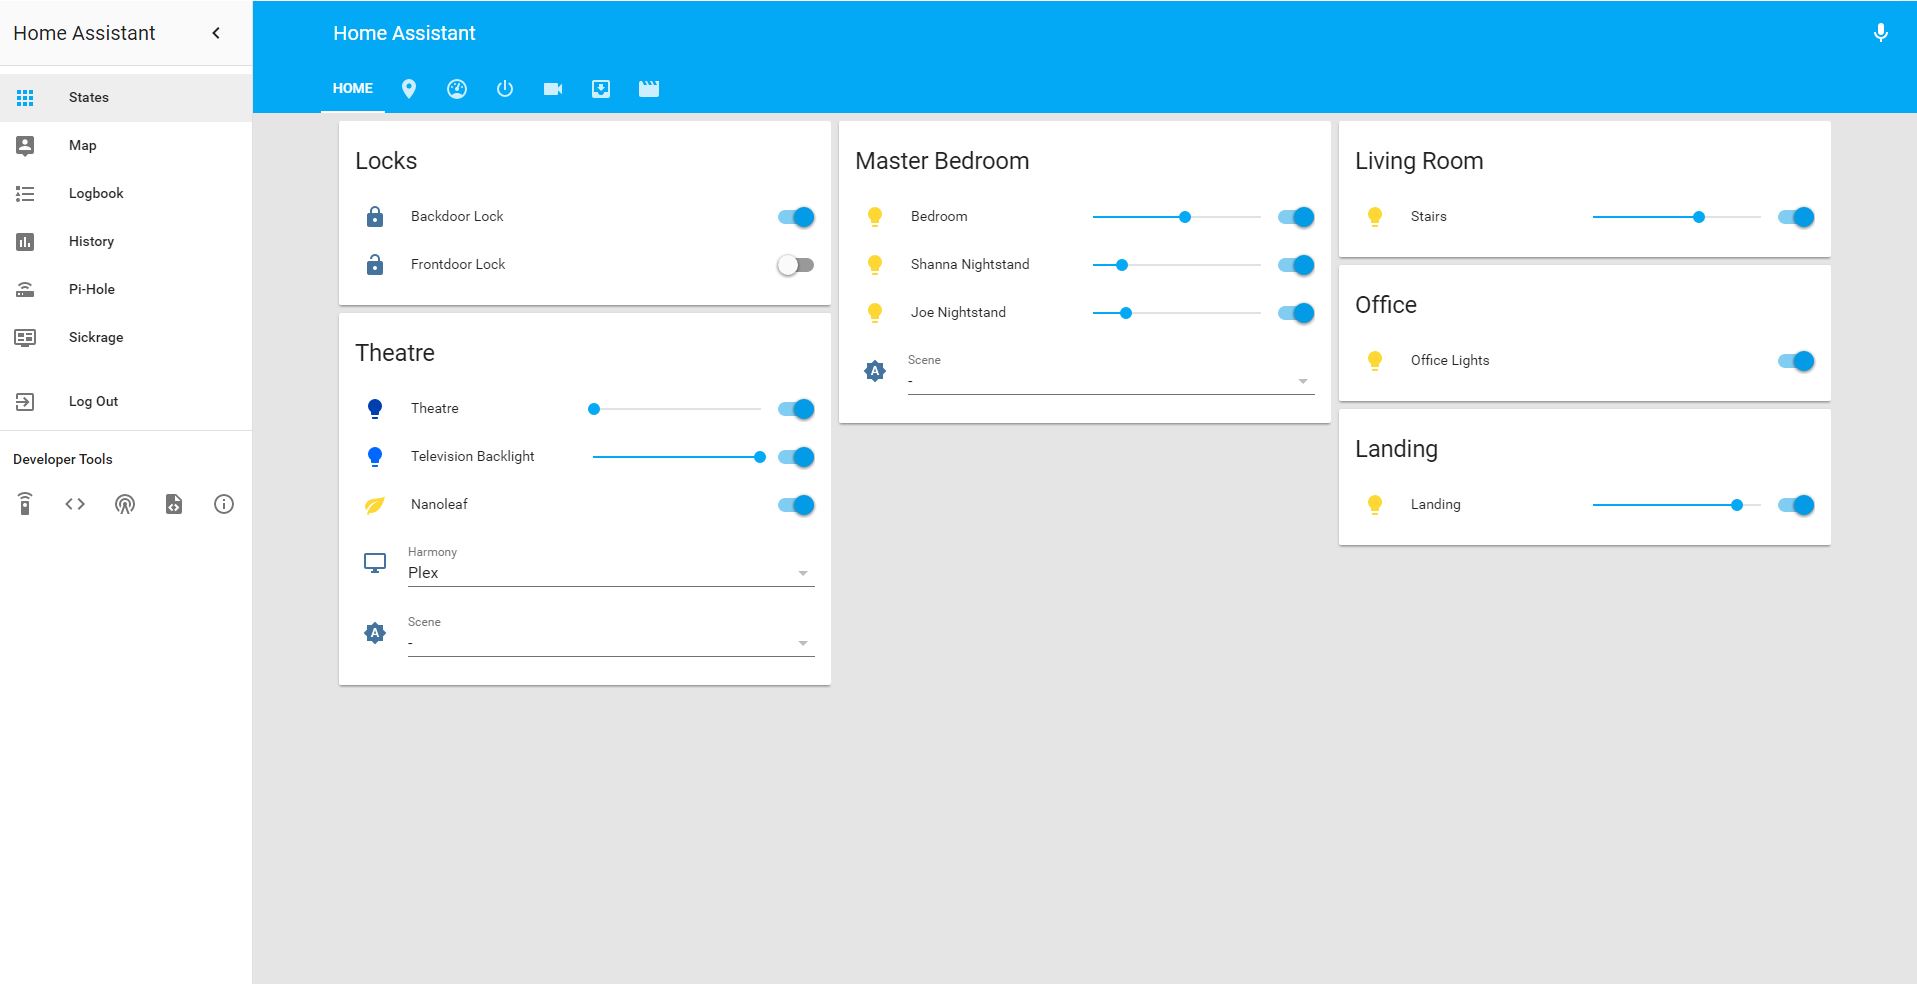 Home Assistant
States
Map
Logbook
History
Pi-Hole
Sickrage
Log Out
Developer Tools
Home Assistant
HOME
Locks
Backdoor Lock
Frontdoor Lock
Theatre
Theatre
Television Backlight
Nanoleaf
Harmony
Plex
Scene
-
Master Bedroom
Bedroom
Shanna Nightstand
Joe Nightstand
Scene
-
Living Room
Stairs
Office
Office Lights
Landing
Landing